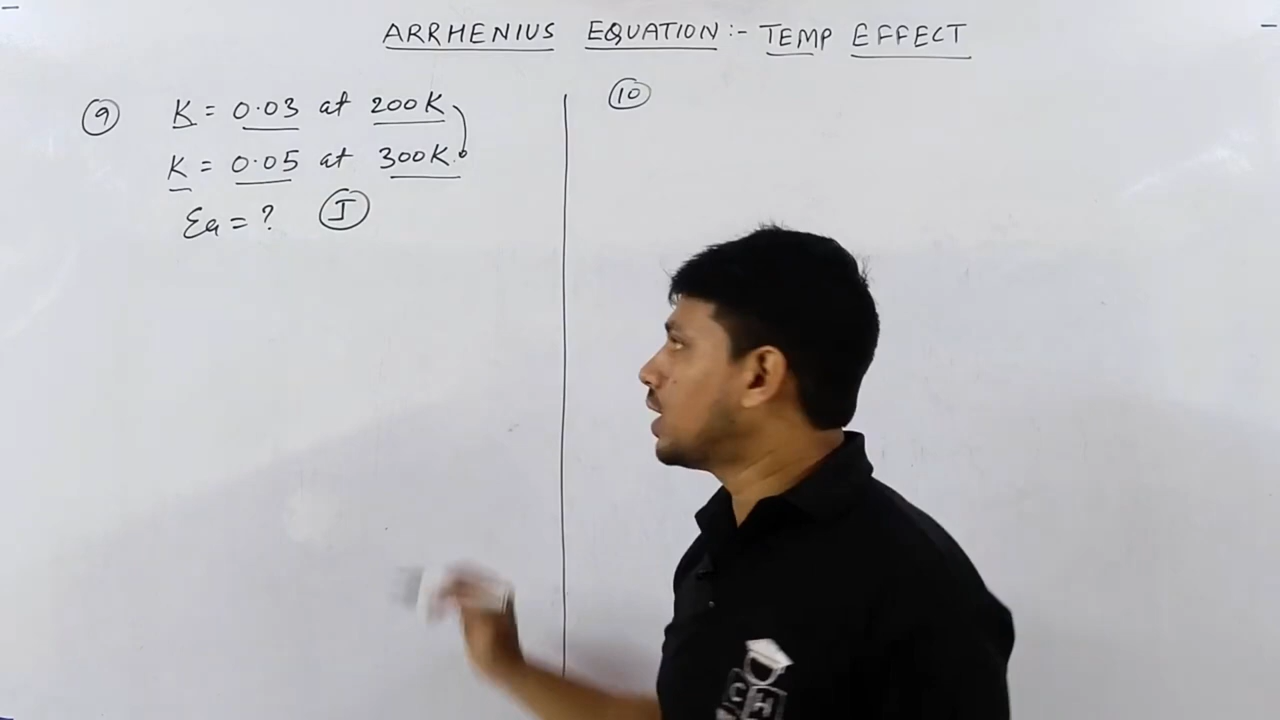 ARRHENIUS EQUATION :- TEMP EFFECT
9 K = 0.03 at 200K
K = 0.05 at 300K.
Ea = ? J
10
C H